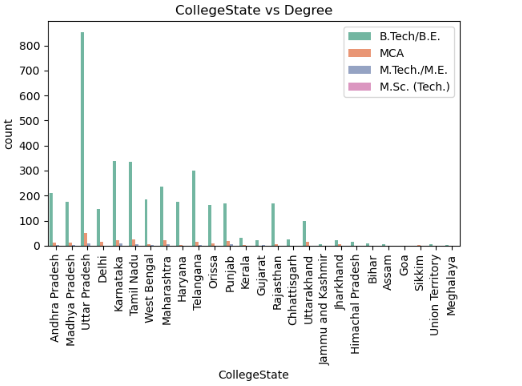 CollegeState vs Degree
B.Tech/B.E.
MCA
M.Tech./M.E.
M.Sc. (Tech.)
count
800
700
600
500
400
300
200
100
0
Andhra Pradesh
Madhya Pradesh
Uttar Pradesh
Delhi
Karnataka
Tamil Nadu
West Bengal
Maharashtra
Haryana
Telangana
Orissa
Punjab
Kerala
Gujarat
Rajasthan
Chhattisgarh
Uttarakhand
Jammu and Kashmir
Jharkhand
Himachal Pradesh
Bihar
Assam
Goa
Sikkim
Union Territory
Meghalaya
CollegeState